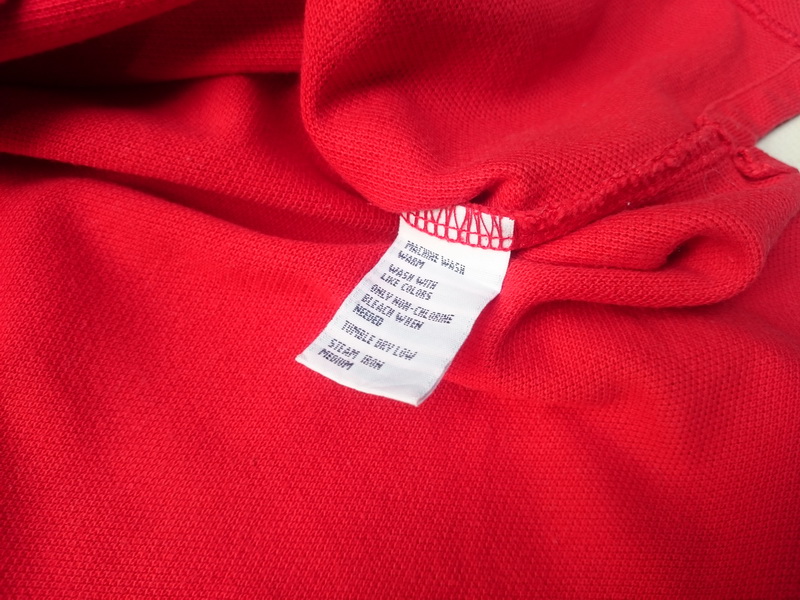 MACHINE WASH
WARM
WASH WITH
LIKE COLORS
ONLY NON-CHLORINE
BLEACH WHEN
NEEDED
TUMBLE DRY LOW
STEAM IRON
MEDIUM